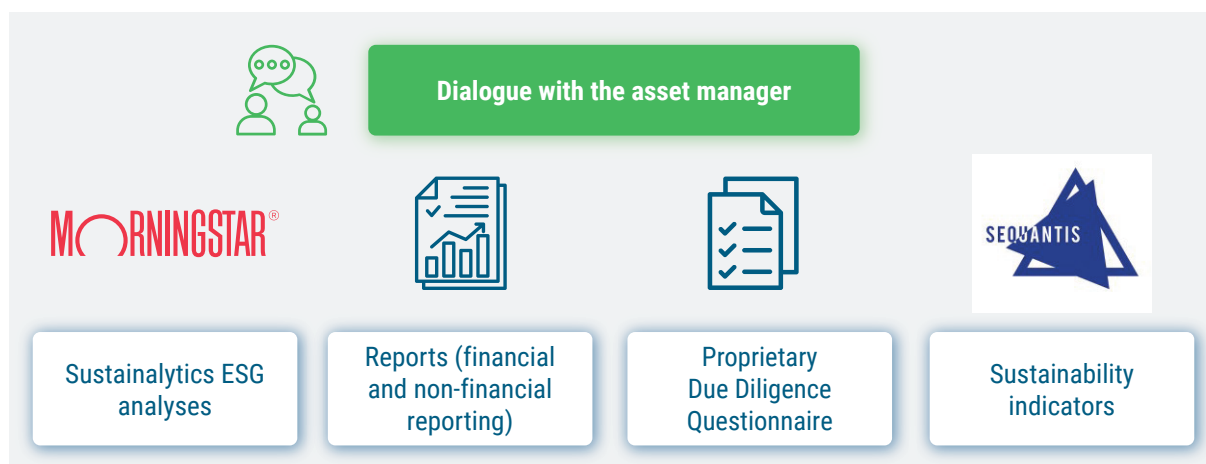 Dialogue with the asset manager
MORNINGSTAR®
SEQUANTIS
Sustainalytics ESG
analyses
Reports (financial
and non-financial
reporting)
Proprietary
Due Diligence
Questionnaire
Sustainability
indicators